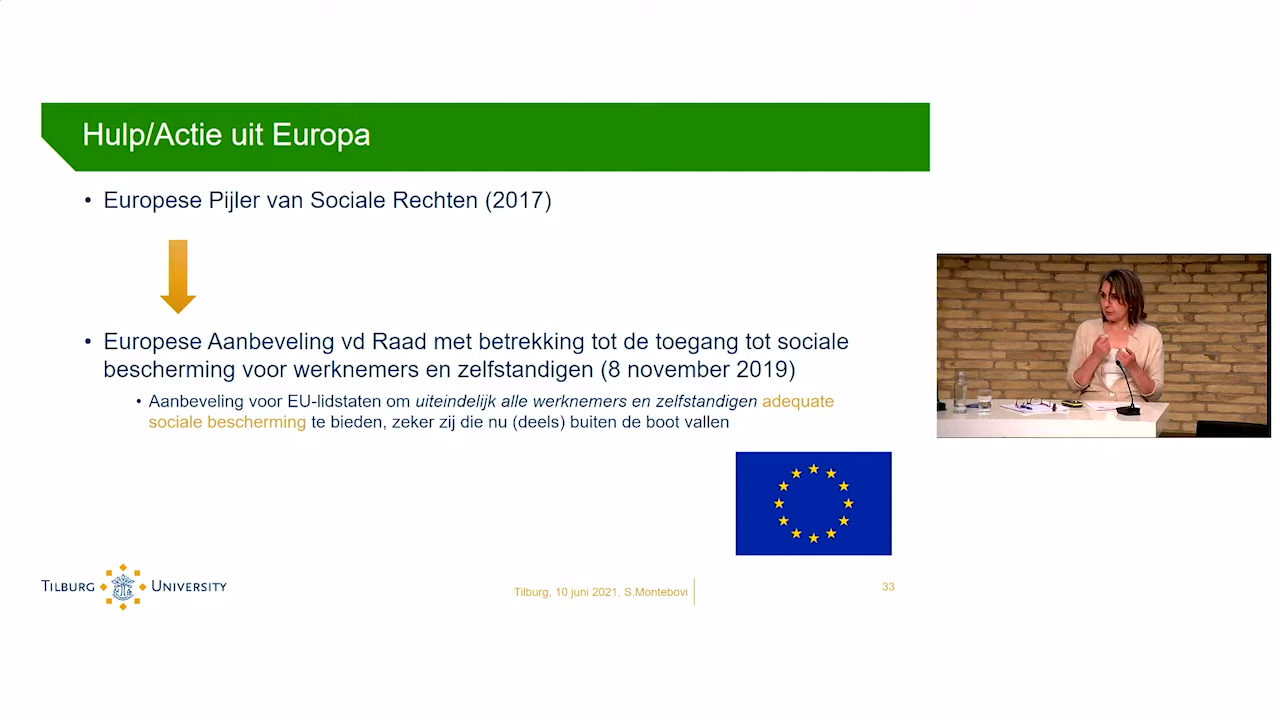 Hulp/Actie uit Europa
• Europese Pijler van Sociale Rechten (2017)
• Europese Aanbeveling vd Raad met betrekking tot de toegang tot sociale
bescherming voor werknemers en zelfstandigen (8 november 2019)
• Aanbeveling voor EU-lidstaten om uiteindelijk alle werknemers en zelfstandigen adequate
sociale bescherming te bieden, zeker zij die nu (deels) buiten de boot vallen
TILBURG UNIVERSITY
Tilburg, 10 juni 2021, S.Montebovi
33